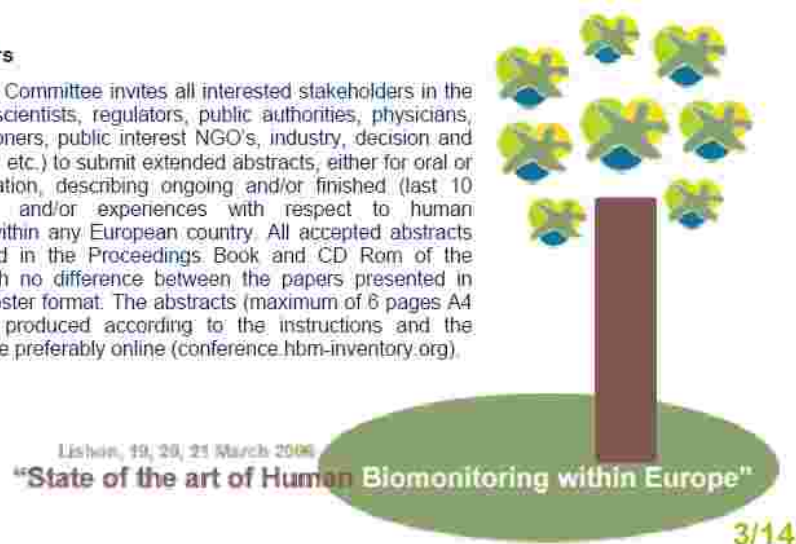 rs
Committee invites all interested stakeholders in the
scientists, regulators, public authorities, physicians,
oners, public interest NGO's, industry, decision and
etc.) to submit extended abstracts, either for oral or
ation, describing ongoing and/or finished (last 10
and/or experiences with respect to human
within any European country. All accepted abstracts
d in the Proceedings Book and CD Rom of the
h no difference between the papers presented in
oster format. The abstracts (maximum of 6 pages A4
produced according to the instructions and the
e preferably online (conference.hbm-inventory.org).
Lisbon, 19, 20, 21 March 2006
"State of the art of Human Biomonitoring within Europe"
3/14